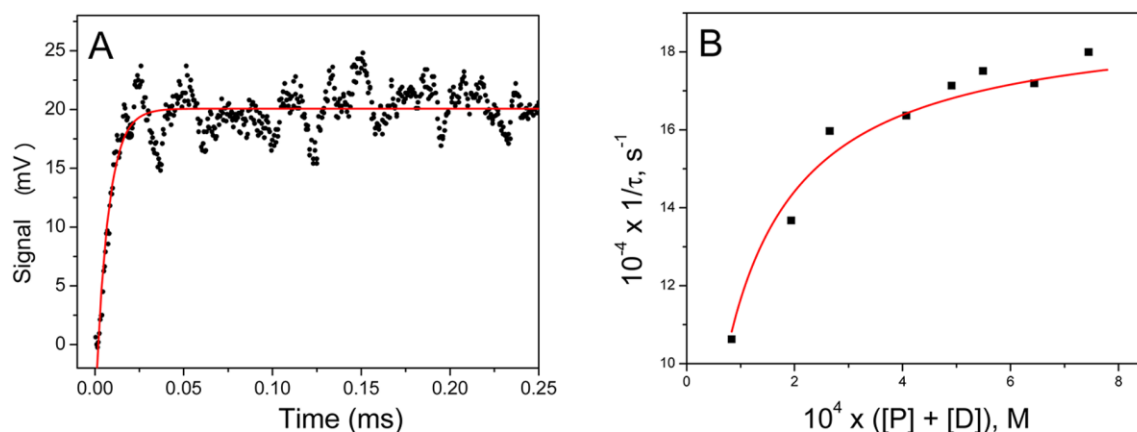 A
25
20
15
10
5
0
Signal (mV)
0.00 0.05 0.10 0.15 0.20 0.25
Time (ms)
B
18
16
14
12
10
10⁻⁴ x 1/τ, s⁻¹
0 2 4 6 8
10⁴ x ([P] + [D]), M